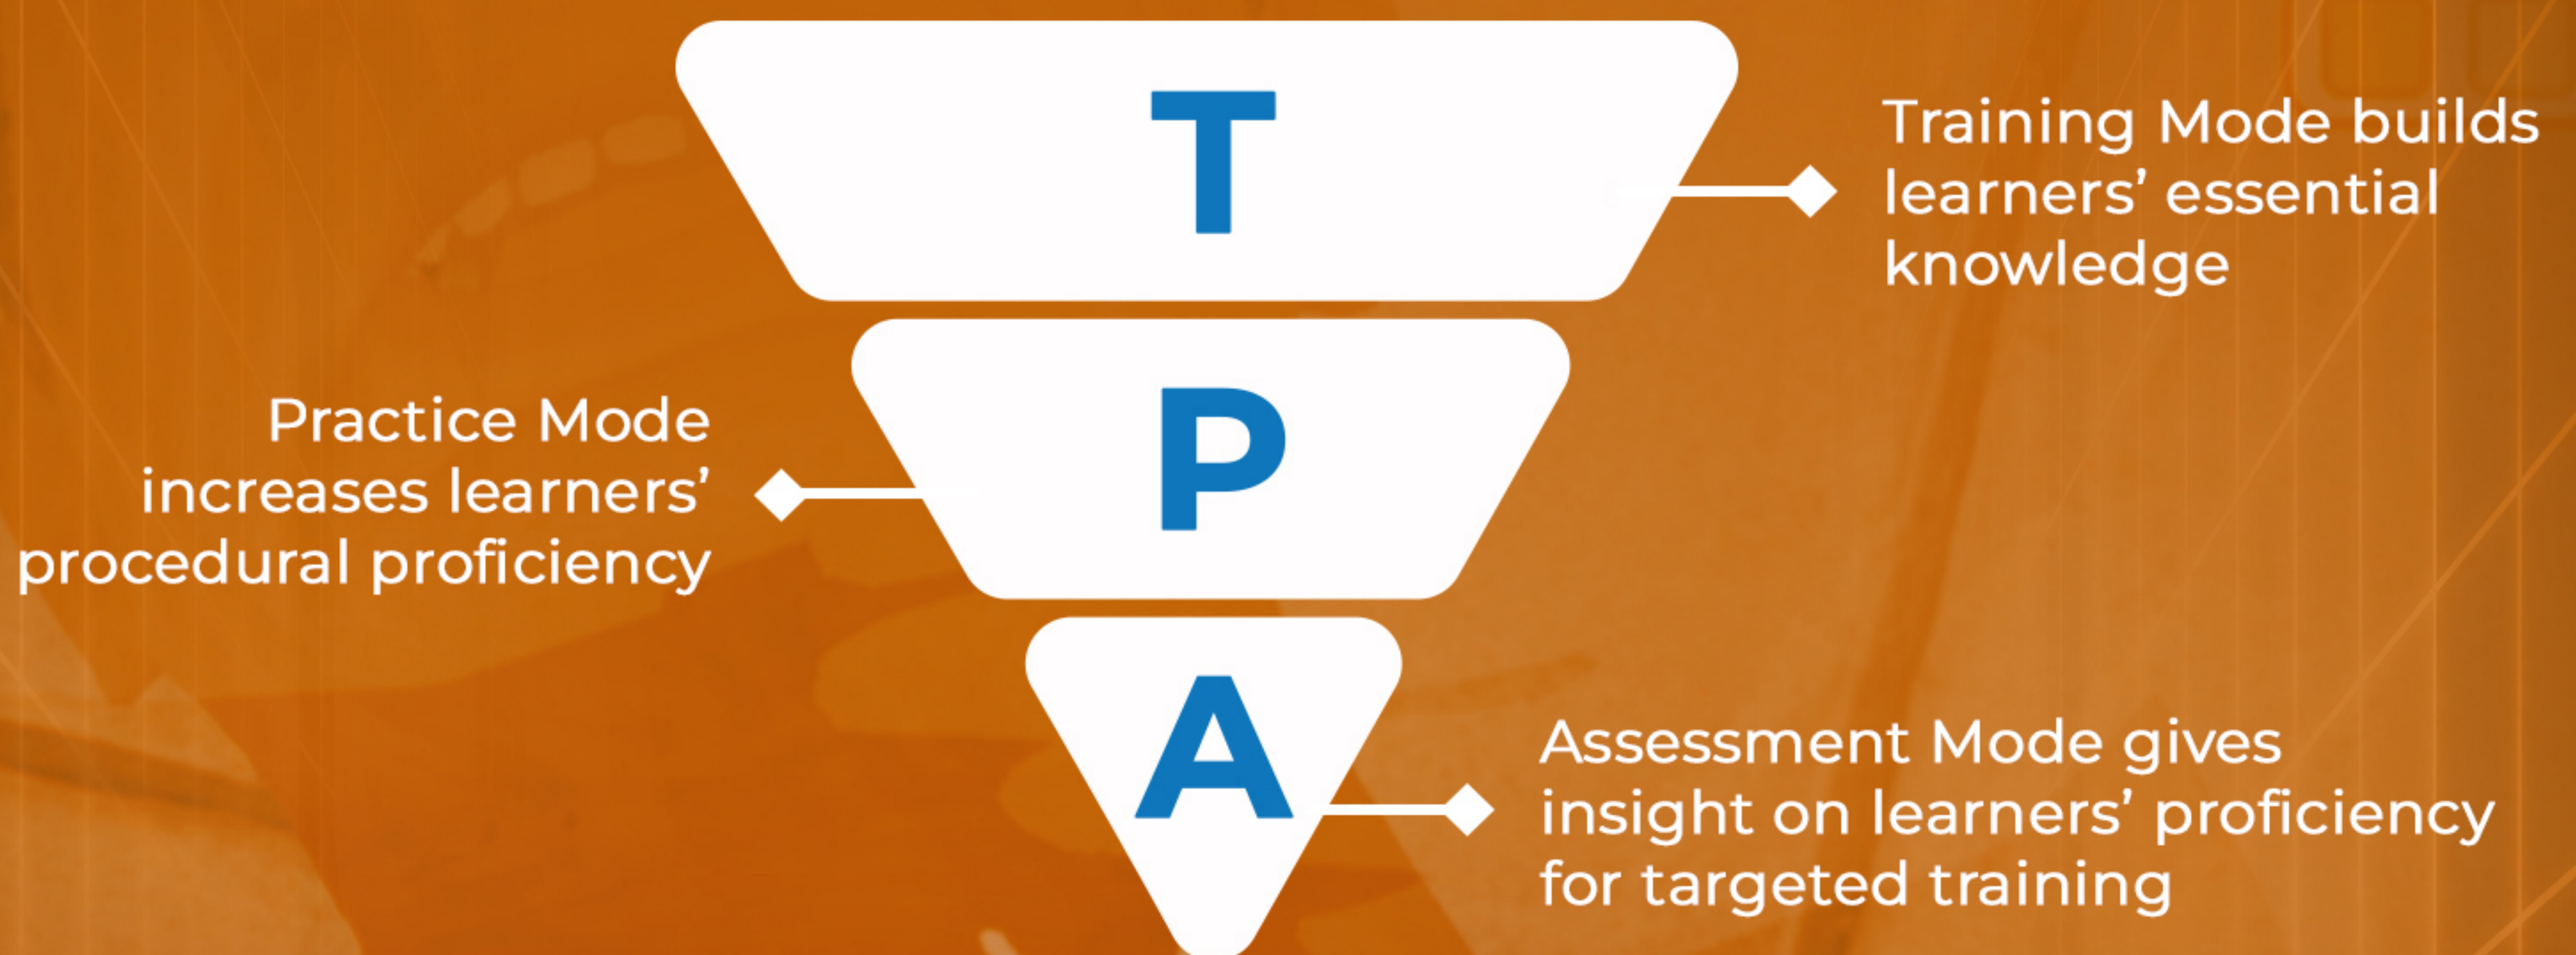 T
Training Mode builds
learners’ essential
knowledge
P
Practice Mode
increases learners’
procedural proficiency
A
Assessment Mode gives
insight on learners’ proficiency
for targeted training